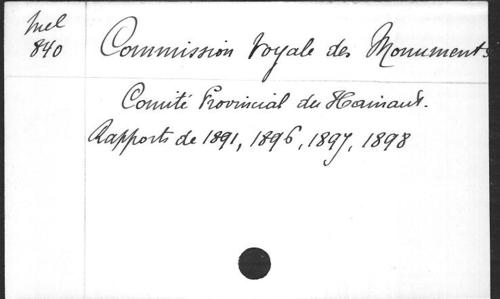 Mel
840
Commission royale des Monuments
Comité Provincial du Hainaut.
Rapports de 1891, 1896, 1897, 1898